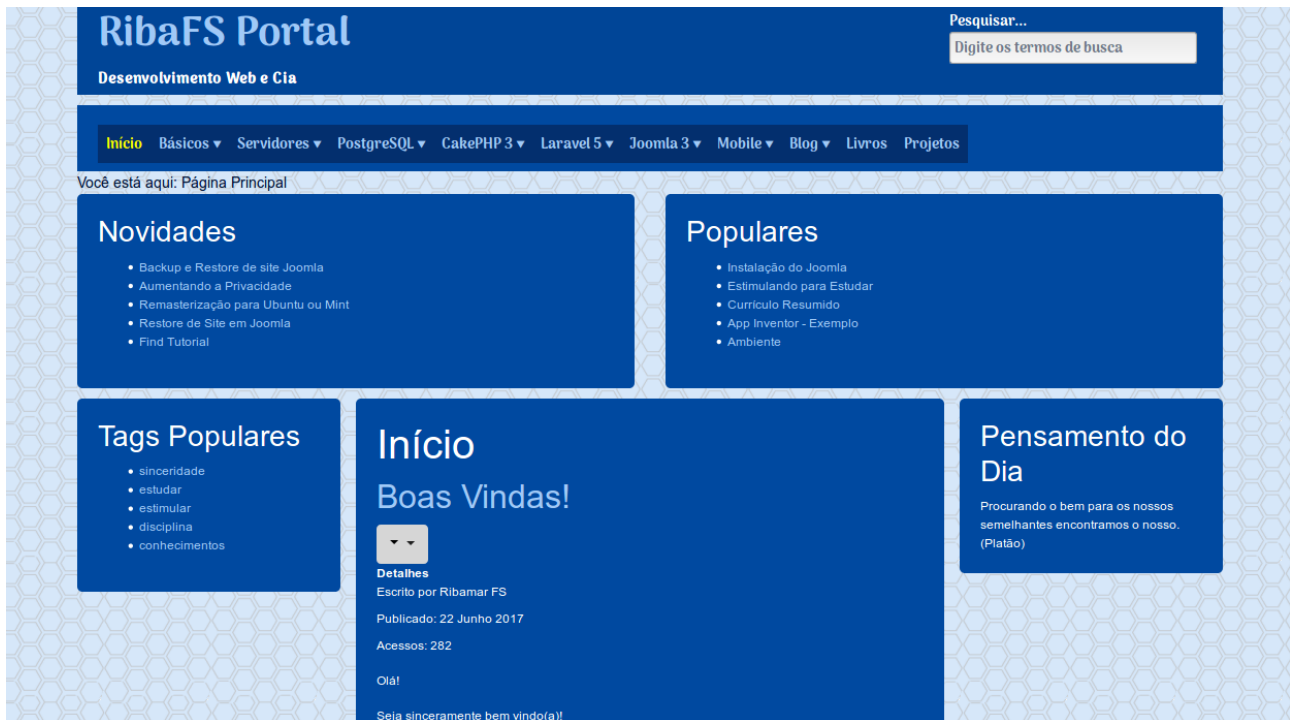 RibaFS Portal
Desenvolvimento Web e Cia
Pesquisar...
Digite os termos de busca
Início Básicos ▾ Servidores ▾ PostgreSQL ▾ CakePHP 3 ▾ Laravel 5 ▾ Joomla 3 ▾ Mobile ▾ Blog ▾ Livros Projetos
Você está aqui: Página Principal
Novidades
Backup e Restore de site Joomla
Aumentando a Privacidade
Remasterização para Ubuntu ou Mint
Restore de Site em Joomla
Find Tutorial
Populares
Instalação do Joomla
Estimulando para Estudar
Currículo Resumido
App Inventor - Exemplo
Ambiente
Tags Populares
sinceridade
estudar
estimular
disciplina
conhecimentos
Início
Boas Vindas!
Detalhes
Escrito por Ribamar FS
Publicado: 22 Junho 2017
Acessos: 282
Olá!
Seja sinceramente bem vindo(a)!
Pensamento do
Dia
Procurando o bem para os nossos
semelhantes encontramos o nosso.
(Platão)